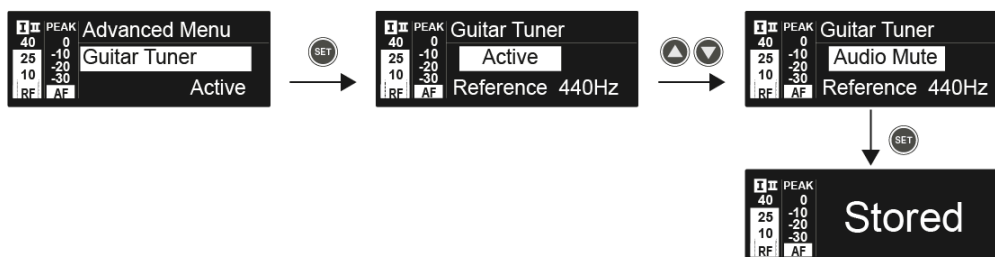 I II PEAK Advanced Menu
40 0
25 -10
-20
10 -30
RF AF
Guitar Tuner
Active
SET
I II PEAK Guitar Tuner
40 0
25 -10
-20
10 -30
RF AF
Active
Reference 440Hz
I II PEAK Guitar Tuner
40 0
25 -10
-20
10 -30
RF AF
Audio Mute
Reference 440Hz
SET
I II PEAK
40 0
25 -10
-20
10 -30
RF AF
Stored